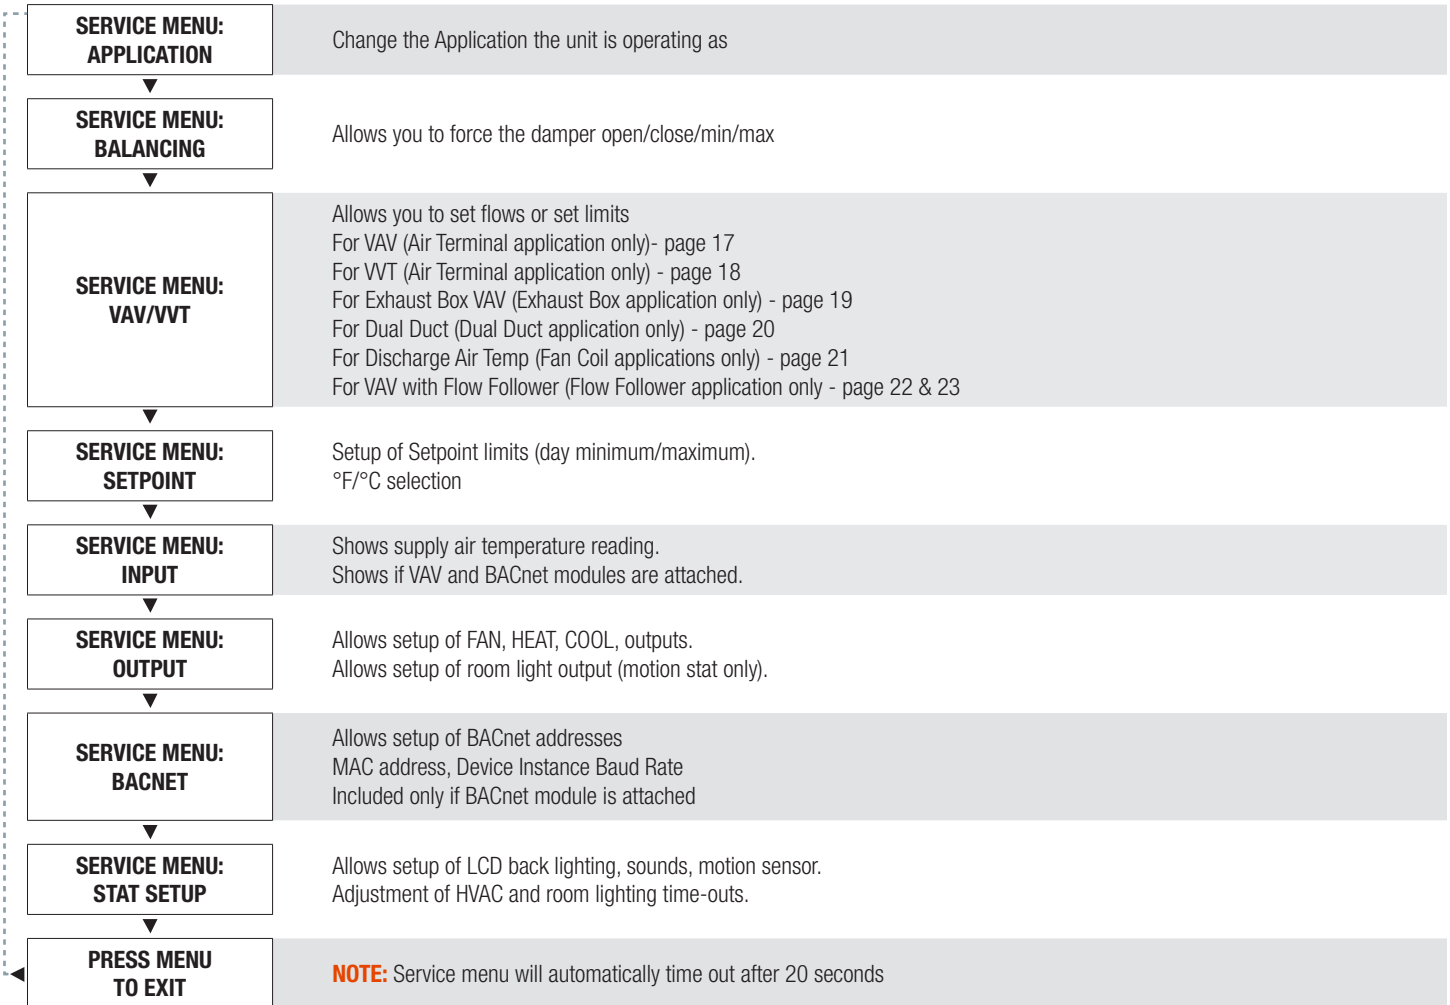 SERVICE MENU:
APPLICATION
Change the Application the unit is operating as
SERVICE MENU:
BALANCING
Allows you to force the damper open/close/min/max
SERVICE MENU:
VAV/VVT
Allows you to set flows or set limits
For VAV (Air Terminal application only)- page 17
For VVT (Air Terminal application only) - page 18
For Exhaust Box VAV (Exhaust Box application only) - page 19
For Dual Duct (Dual Duct application only) - page 20
For Discharge Air Temp (Fan Coil applications only) - page 21
For VAV with Flow Follower (Flow Follower application only - page 22 & 23
SERVICE MENU:
SETPOINT
Setup of Setpoint limits (day minimum/maximum).
°F/°C selection
SERVICE MENU:
INPUT
Shows supply air temperature reading.
Shows if VAV and BACnet modules are attached.
SERVICE MENU:
OUTPUT
Allows setup of FAN, HEAT, COOL, outputs.
Allows setup of room light output (motion stat only).
SERVICE MENU:
BACNET
Allows setup of BACnet addresses
MAC address, Device Instance Baud Rate
Included only if BACnet module is attached
SERVICE MENU:
STAT SETUP
Allows setup of LCD back lighting, sounds, motion sensor.
Adjustment of HVAC and room lighting time-outs.
PRESS MENU
TO EXIT
NOTE: Service menu will automatically time out after 20 seconds